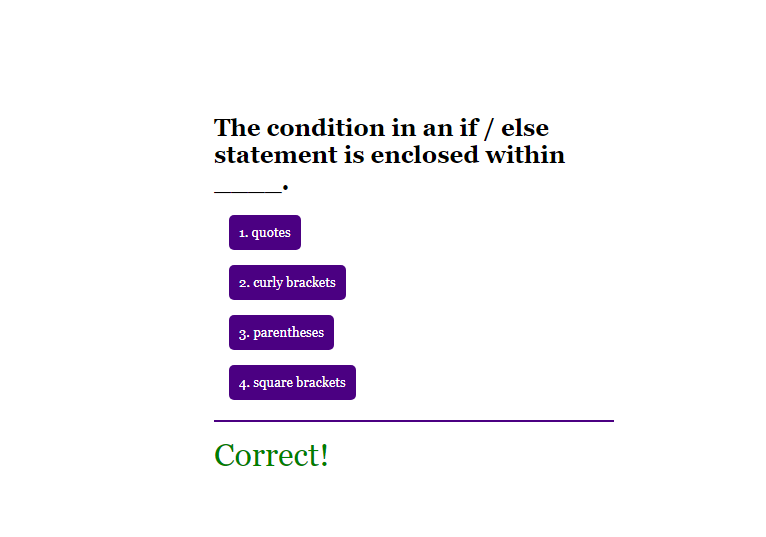 The condition in an if / else
statement is enclosed within
____.
1. quotes
2. curly brackets
3. parentheses
4. square brackets
Correct!